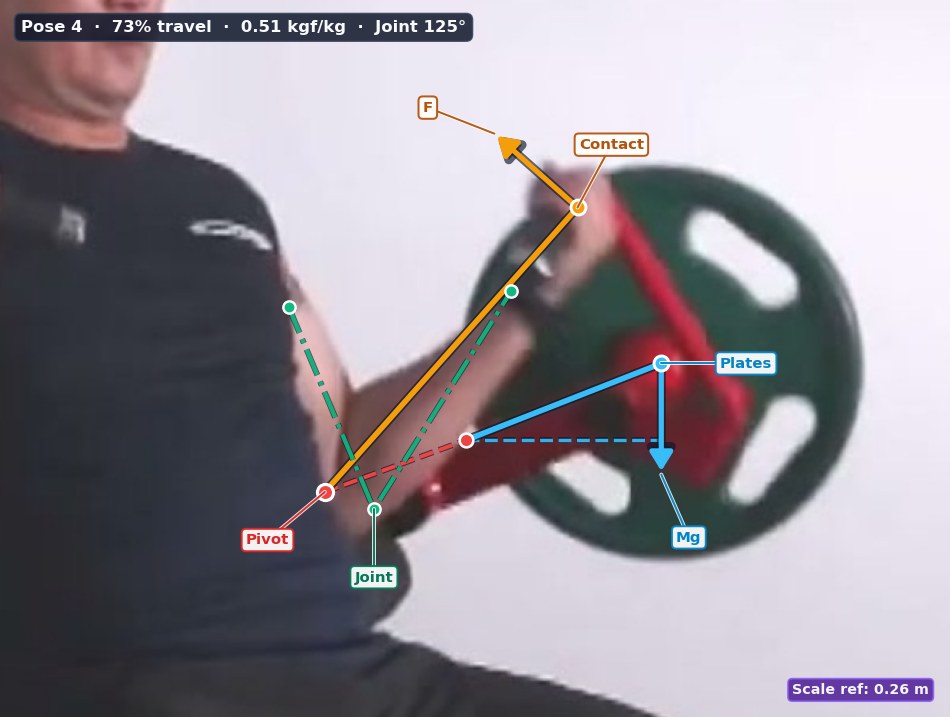 Pose 4 · 73% travel · 0.51 kgf/kg · Joint 125°
F
Contact
Plates
Pivot
Mg
Joint
Scale ref: 0.26 m